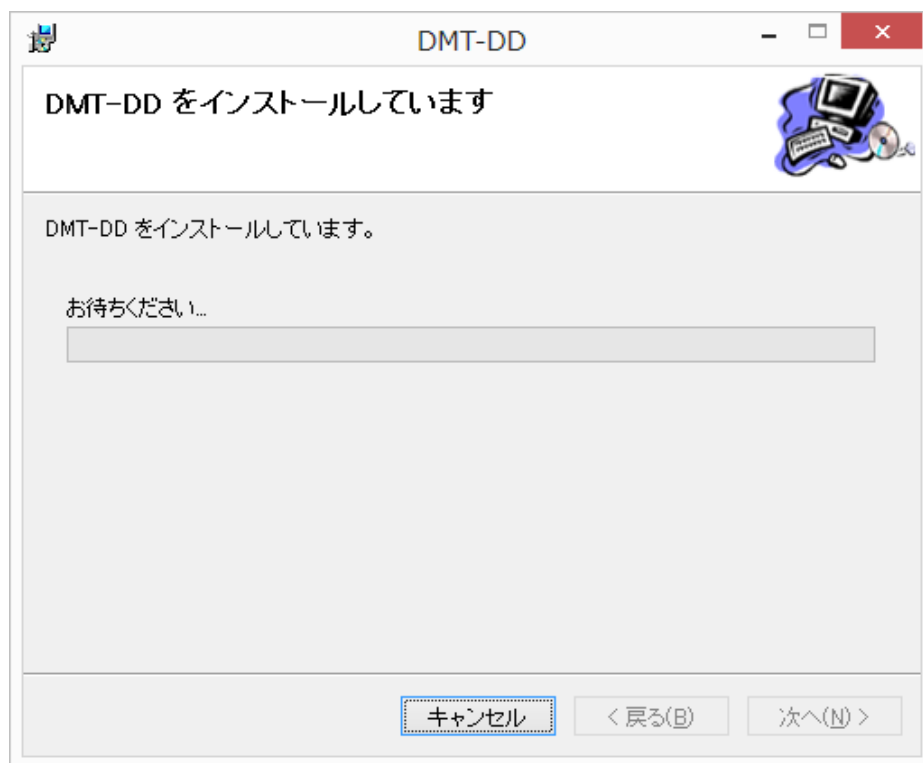 DMT-DD
DMT-DD をインストールしています
DMT-DD をインストールしています。
お待ちください...
キャンセル
< 戻る(B)
次へ(N) >